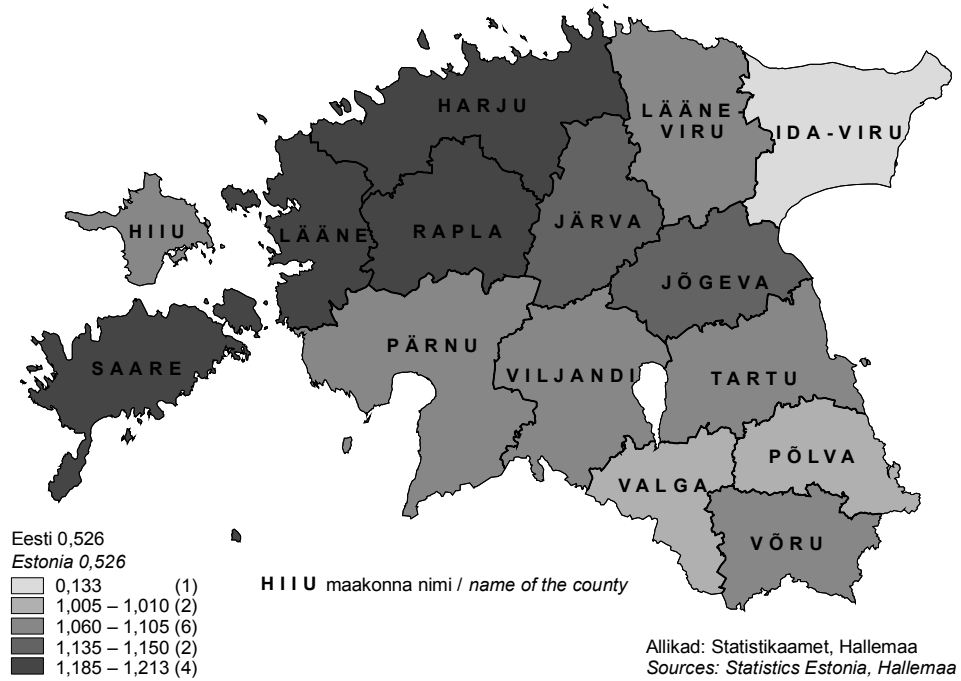 HARJU
LÄÄNE-
VIRU
IDA-VIRU
HIIU
LÄÄNE
RAPLA
JÄRVA
JÕGEVA
SAARE
PÄRNU
VILJANDI
TARTU
PÕLVA
VALGA
VÕRU
Eesti 0,526
Estonia 0,526
0,133 (1)
1,005 – 1,010 (2)
1,060 – 1,105 (6)
1,135 – 1,150 (2)
1,185 – 1,213 (4)
HIIU maakonna nimi / name of the county
Allikad: Statistikaamet, Hallemaa
Sources: Statistics Estonia, Hallemaa